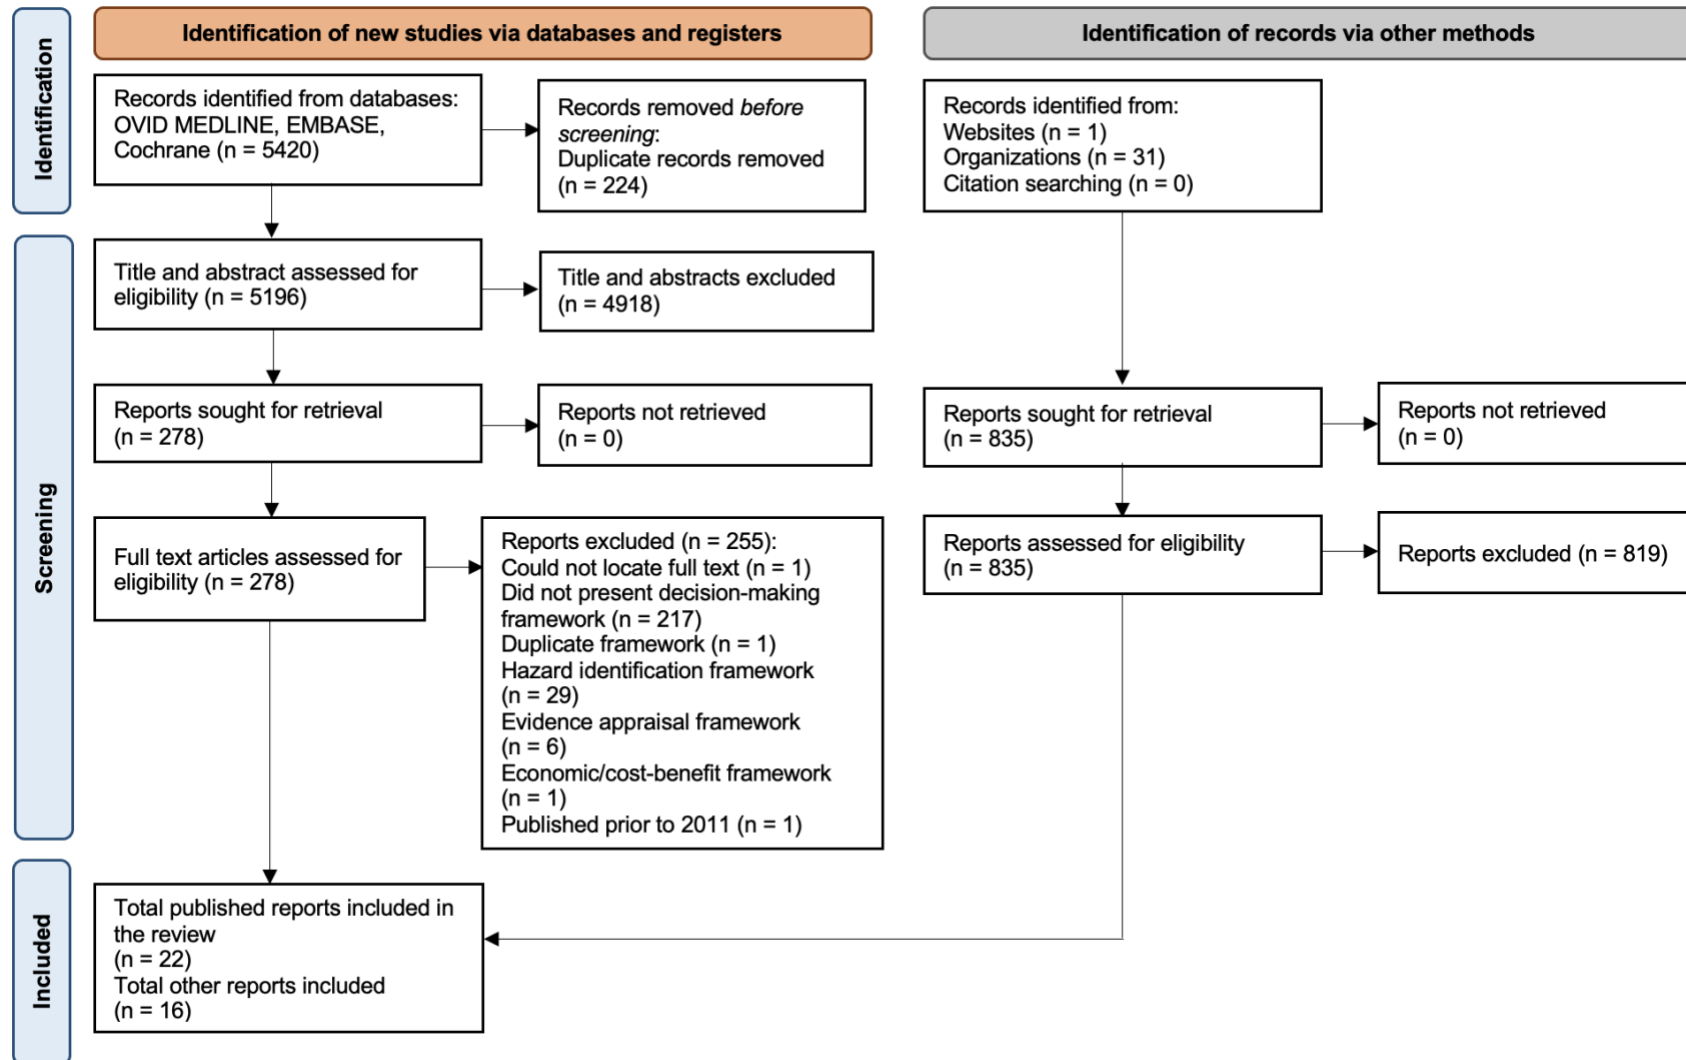 Identification
Identification of new studies via databases and registers
Identification of records via other methods
Records identified from databases:
OVID MEDLINE, EMBASE,
Cochrane (n = 5420)
Records removed before
screening:
Duplicate records removed
(n = 224)
Records identified from:
Websites (n = 1)
Organizations (n = 31)
Citation searching (n = 0)
Screening
Title and abstract assessed for
eligibility (n = 5196)
Title and abstracts excluded
(n = 4918)
Reports sought for retrieval
(n = 278)
Reports not retrieved
(n = 0)
Reports sought for retrieval
(n = 835)
Reports not retrieved
(n = 0)
Full text articles assessed for
eligibility (n = 278)
Reports excluded (n = 255):
Could not locate full text (n = 1)
Did not present decision-making
framework (n = 217)
Duplicate framework (n = 1)
Hazard identification framework
(n = 29)
Evidence appraisal framework
(n = 6)
Economic/cost-benefit framework
(n = 1)
Published prior to 2011 (n = 1)
Reports assessed for eligibility
(n = 835)
Reports excluded (n = 819)
Included
Total published reports included in
the review
(n = 22)
Total other reports included
(n = 16)